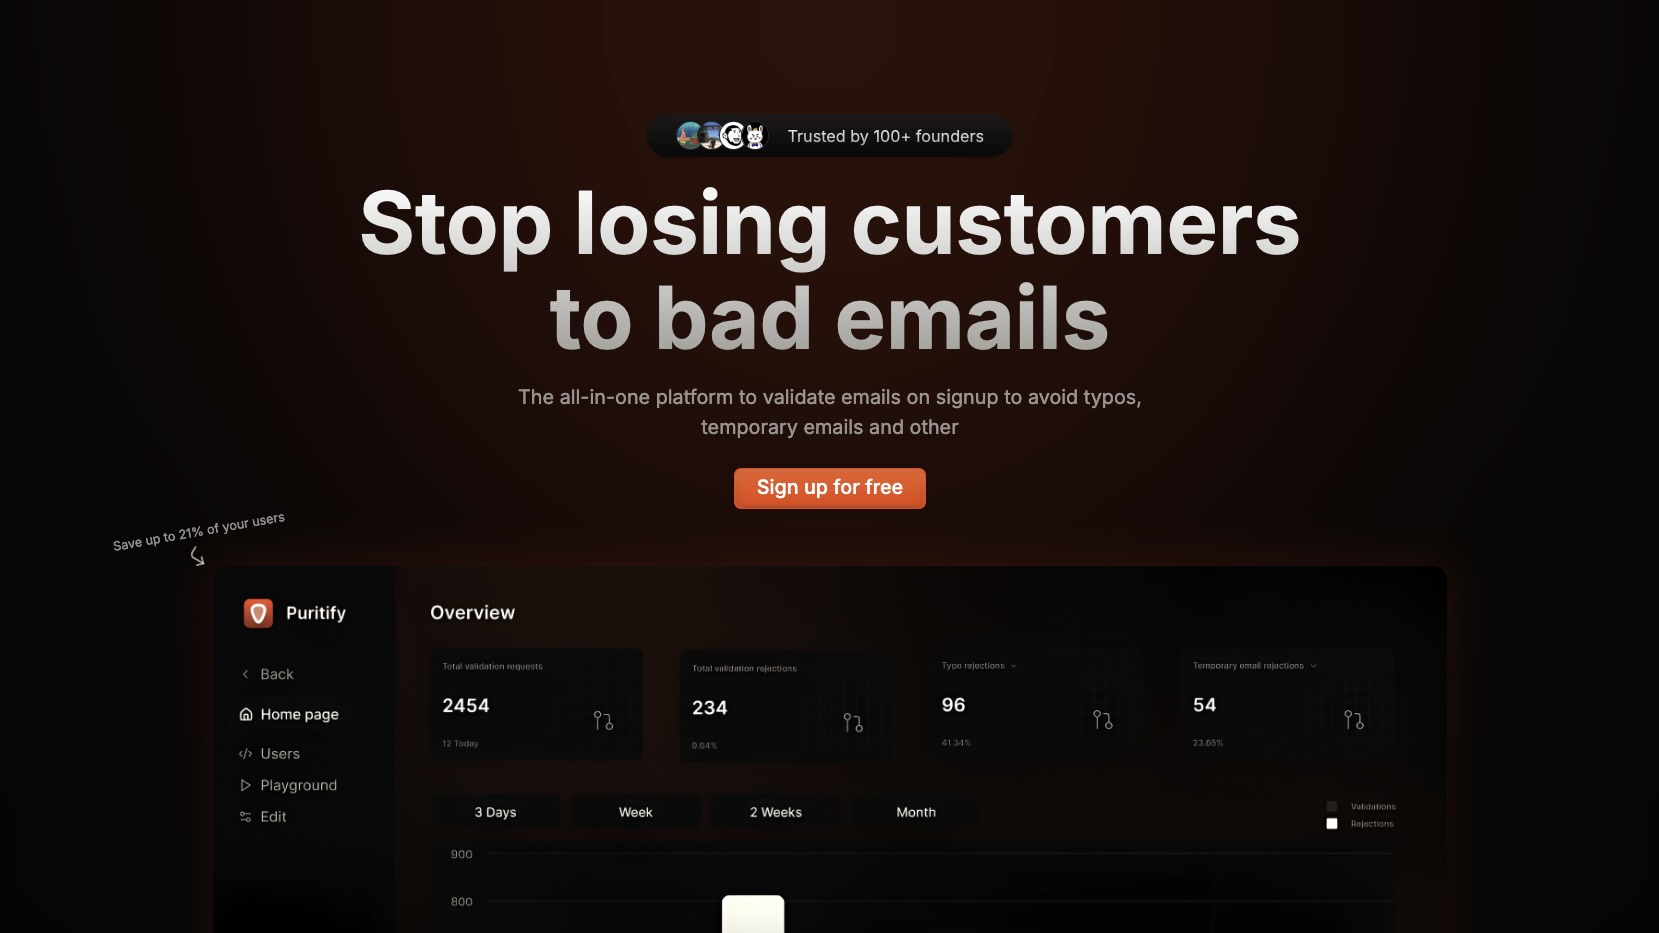 Trusted by 100+ founders
Stop losing customers
to bad emails
The all-in-one platform to validate emails on signup to avoid typos,
temporary emails and other
Sign up for free
Save up to 21% of your users
Puritify
Back
Home page
Users
Playground
Edit
Overview
Total validation requests
2454
12 Today
Total validation rejections
234
9.64%
Typo rejections
96
41.34%
Temporary email rejections
54
23.65%
3 Days
Week
2 Weeks
Month
Validations
Rejections
900
800